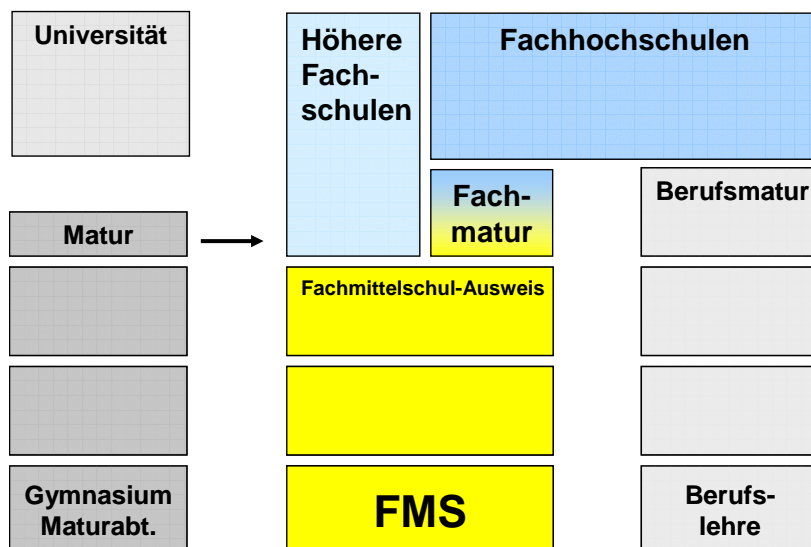 Universität
Höhere
Fach-
schulen
Fachhochschulen
Fach-
matur
Berufsmatur
Matur
Fachmittelschul-Ausweis
Gymnasium
Maturabt.
FMS
Berufs-
lehre